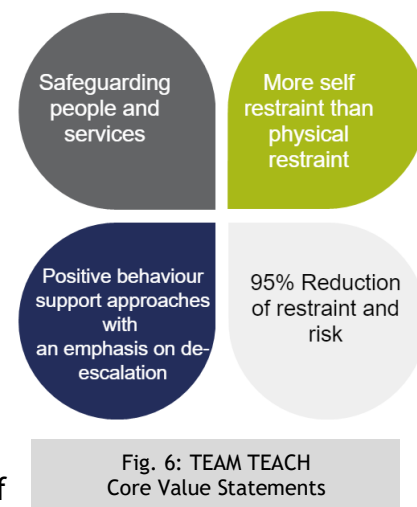 Safeguarding
people and
services
More self
restraint than
physical
restraint
Positive behaviour
support approaches
with
an emphasis on de-
escalation
95% Reduction
of restraint and
risk
f
Fig. 6: TEAM TEACH
Core Value Statements